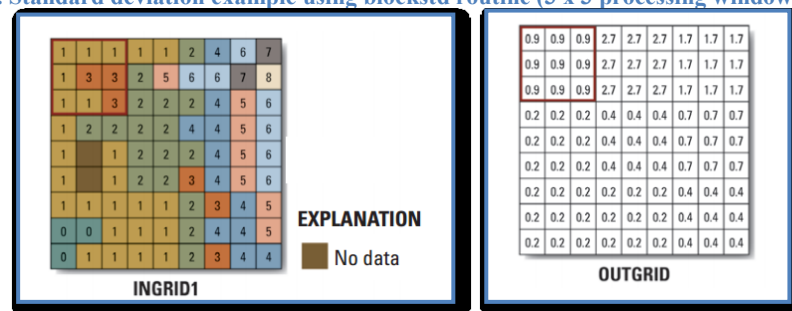 . Standard deviation example using blockstd routine (3 x 3 processing window
1 1 1 1 1 2 4 6 7
1 3 3 2 5 6 6 7 8
1 1 3 2 2 2 4 5 6
1 2 2 2 2 4 4 5 6
1 1 2 2 2 4 5 6
1 1 2 2 3 4 5 6
1 1 1 1 1 2 3 4 5
0 0 1 1 1 2 4 4 5
0 1 1 1 1 2 3 4 4
INGRID1
EXPLANATION
No data
0.9 0.9 0.9 2.7 2.7 2.7 1.7 1.7 1.7
0.9 0.9 0.9 2.7 2.7 2.7 1.7 1.7 1.7
0.9 0.9 0.9 2.7 2.7 2.7 1.7 1.7 1.7
0.2 0.2 0.2 0.4 0.4 0.4 0.7 0.7 0.7
0.2 0.2 0.2 0.4 0.4 0.4 0.7 0.7 0.7
0.2 0.2 0.2 0.4 0.4 0.4 0.7 0.7 0.7
0.2 0.2 0.2 0.2 0.2 0.2 0.4 0.4 0.4
0.2 0.2 0.2 0.2 0.2 0.2 0.4 0.4 0.4
0.2 0.2 0.2 0.2 0.2 0.2 0.4 0.4 0.4
OUTGRID